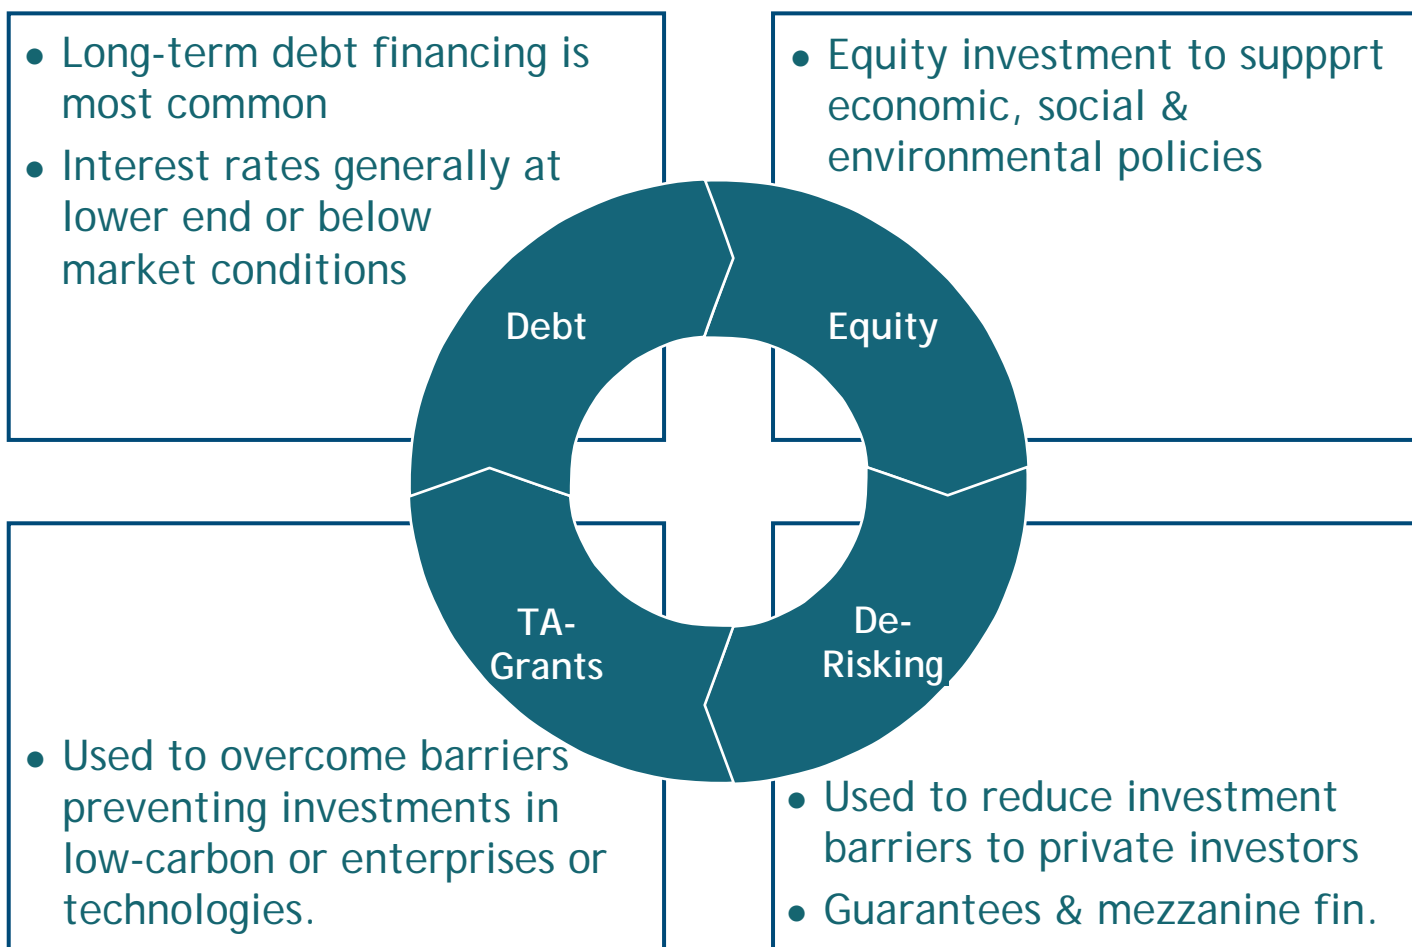 ● Long-term debt financing is
most common
● Interest rates generally at
lower end or below
market conditions
● Equity investment to suppprt
economic, social &
environmental policies
Debt
Equity
TA-
Grants
De-
Risking
● Used to overcome barriers
preventing investments in
low-carbon or enterprises or
technologies.
● Used to reduce investment
barriers to private investors
● Guarantees & mezzanine fin.